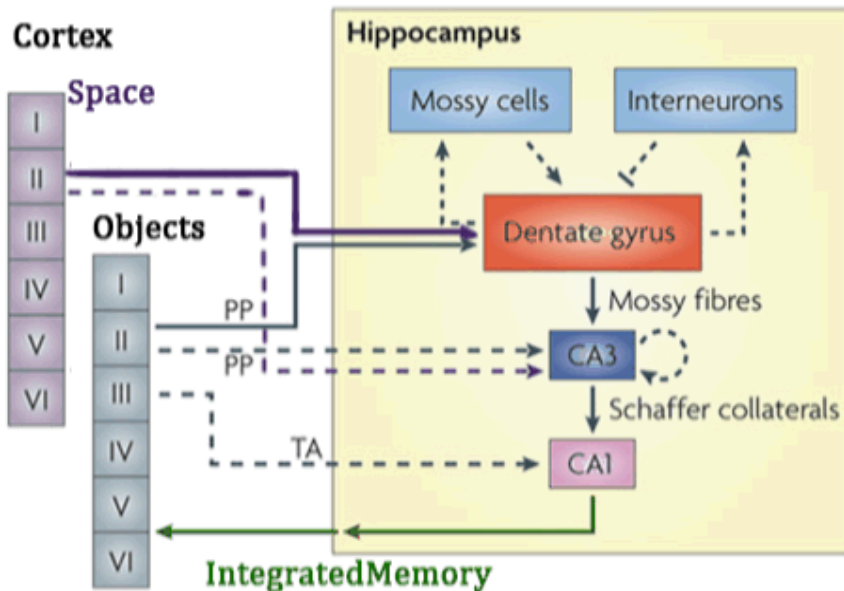 Cortex
Hippocampus
Space
Mossy cells
Interneurons
I
II
III
IV
V
VI
Objects
I
II
III
IV
V
VI
Dentate gyrus
PP
Mossy fibres
PP
CA3
Schaffer collaterals
TA
CA1
IntegratedMemory